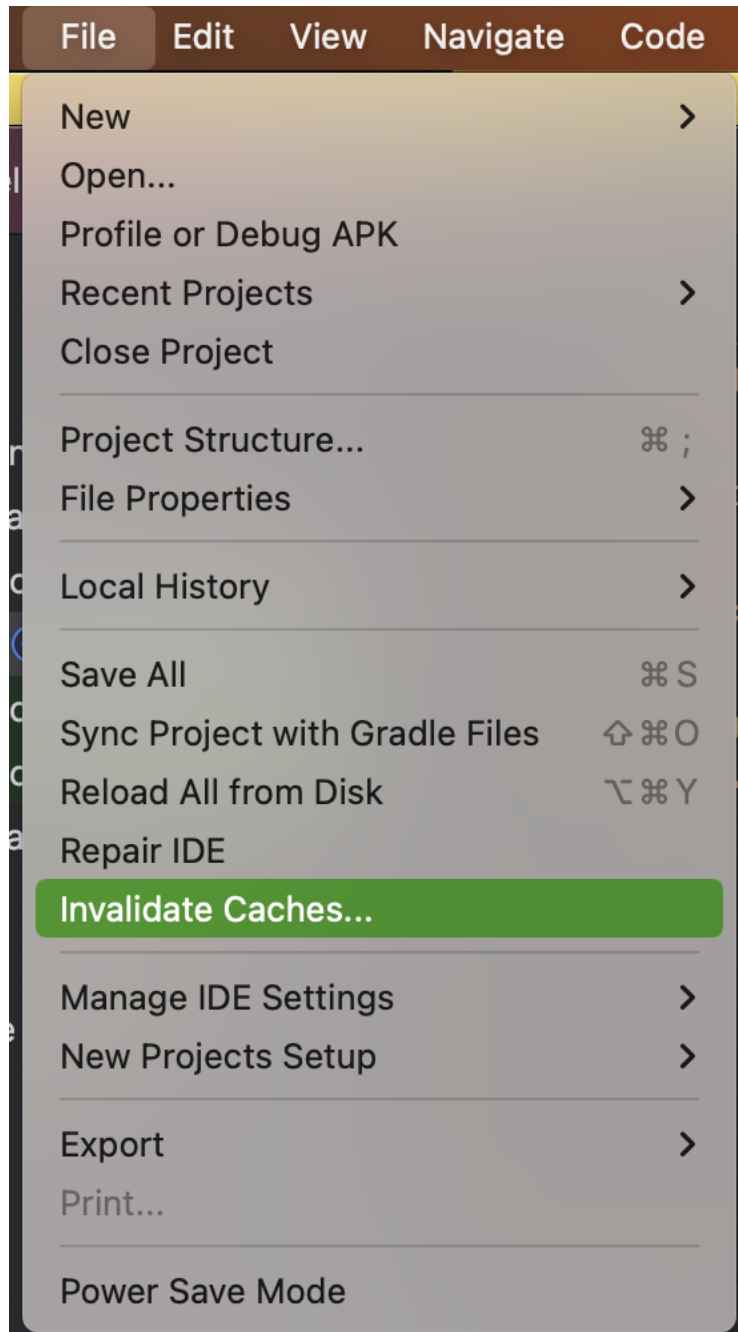 File Edit View Navigate Code
New
Open...
Profile or Debug APK
Recent Projects
Close Project
Project Structure... ⌘ ;
File Properties
Local History
Save All ⌘ S
Sync Project with Gradle Files ⇧ ⌘ O
Reload All from Disk ⌥ ⌘ Y
Repair IDE
Invalidate Caches...
Manage IDE Settings
New Projects Setup
Export
Print...
Power Save Mode